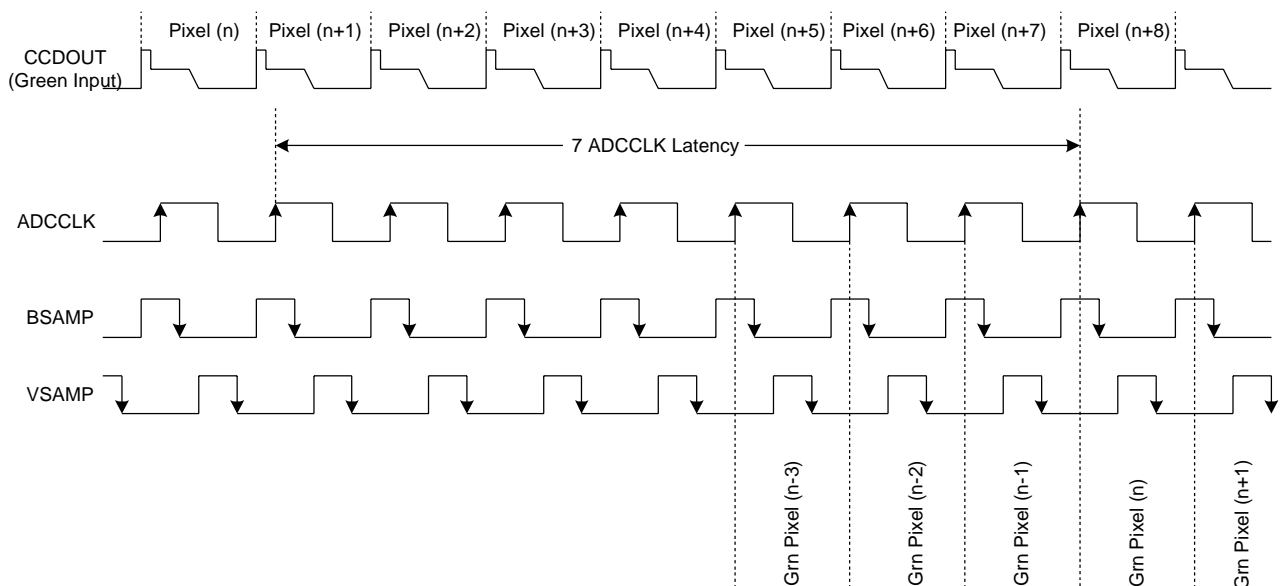 Pixel (n)
Pixel (n+1)
Pixel (n+2)
Pixel (n+3)
Pixel (n+4)
Pixel (n+5)
Pixel (n+6)
Pixel (n+7)
Pixel (n+8)
CCDOUT
(Green Input)
7 ADCCLK Latency
ADCCLK
BSAMP
VSAMP
Grn Pixel (n-3)
Grn Pixel (n-2)
Grn Pixel (n-1)
Grn Pixel (n)
Grn Pixel (n+1)